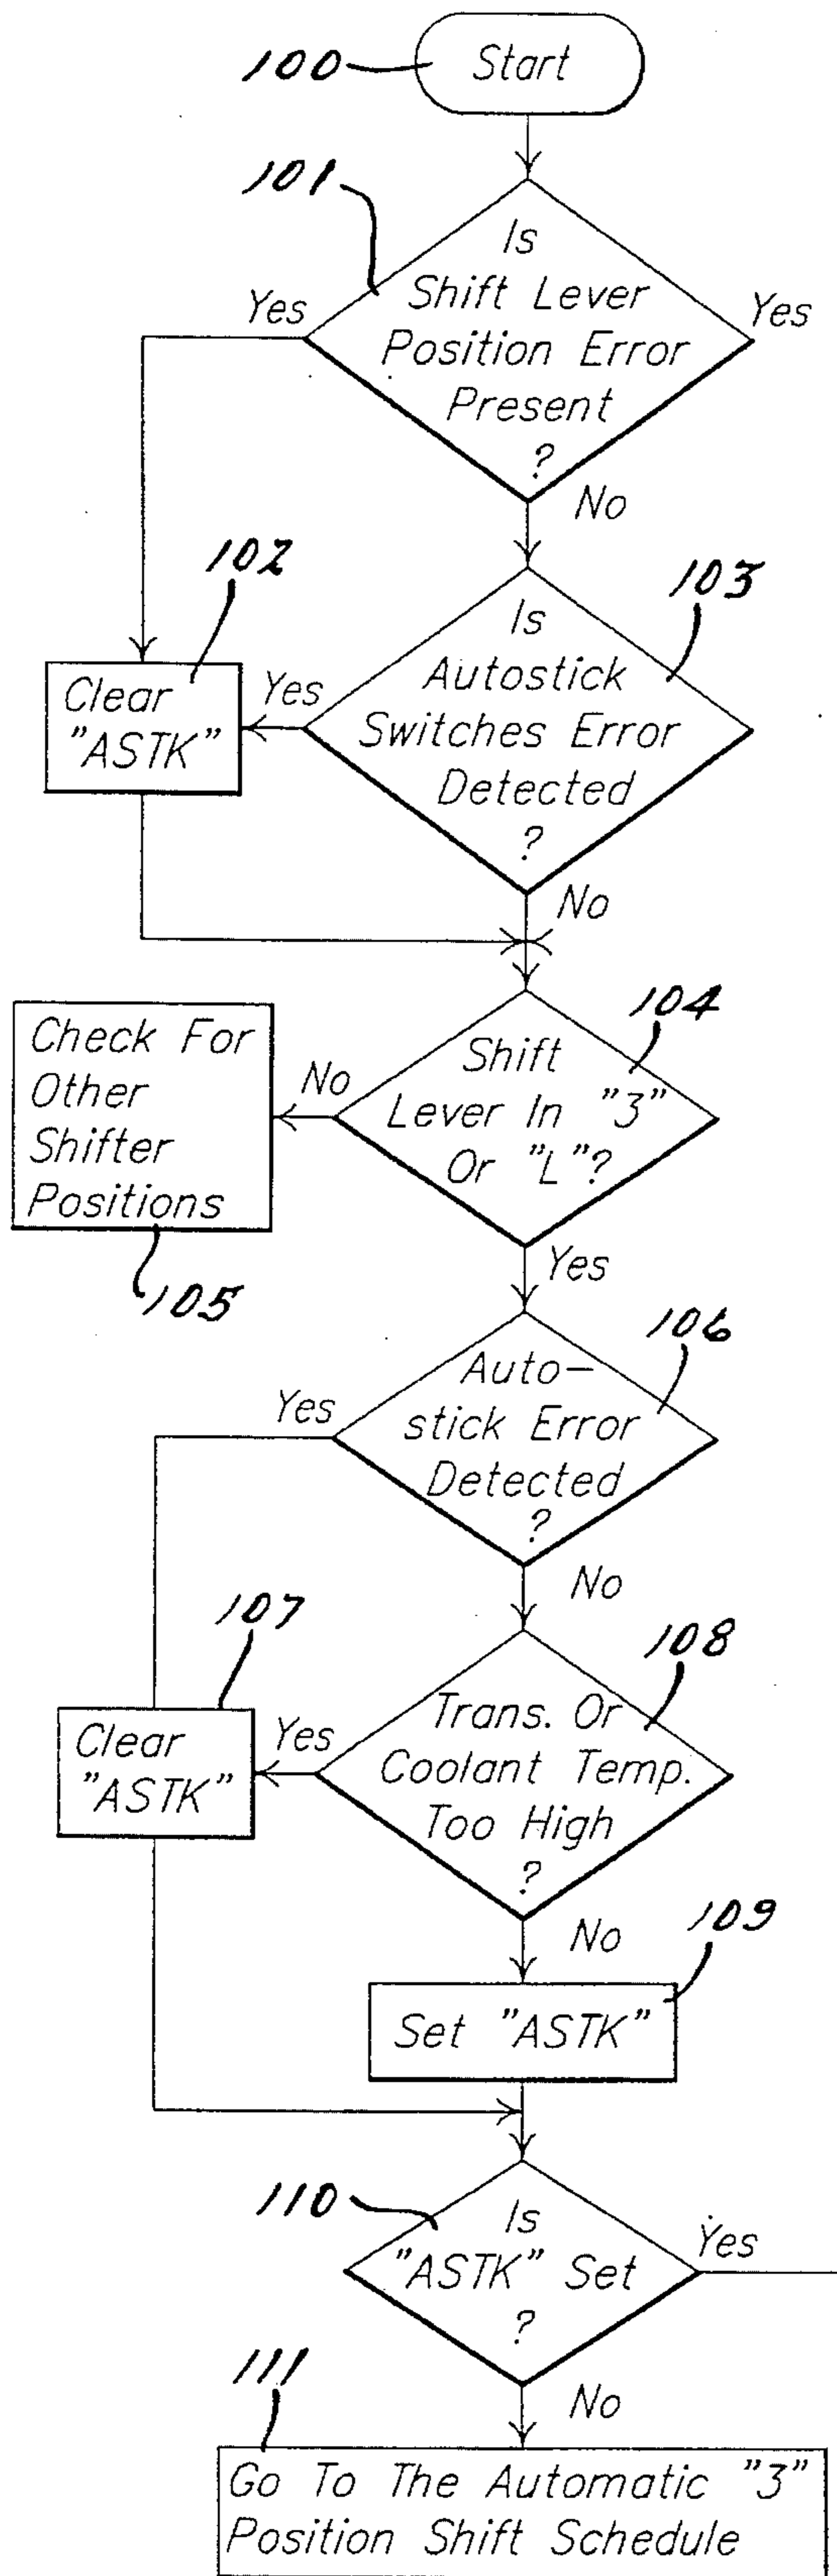 100
Start
101
Is
Shift Lever
Position Error
Present
?
Yes
Yes
No
102
103
Clear
"ASTK"
Yes
Is
Autostick
Switches Error
Detected
?
No
104
Check For
Other
Shifter
Positions
No
Shift
Lever In "3"
Or "L"?
105
Yes
106
Yes
Auto-
stick Error
Detected
?
No
107
108
Clear
"ASTK"
Yes
Trans. Or
Coolant Temp.
Too High
?
No
109
Set "ASTK"
110
Is
"ASTK" Set
?
Yes
111
No
Go To The Automatic "3"
Position Shift Schedule